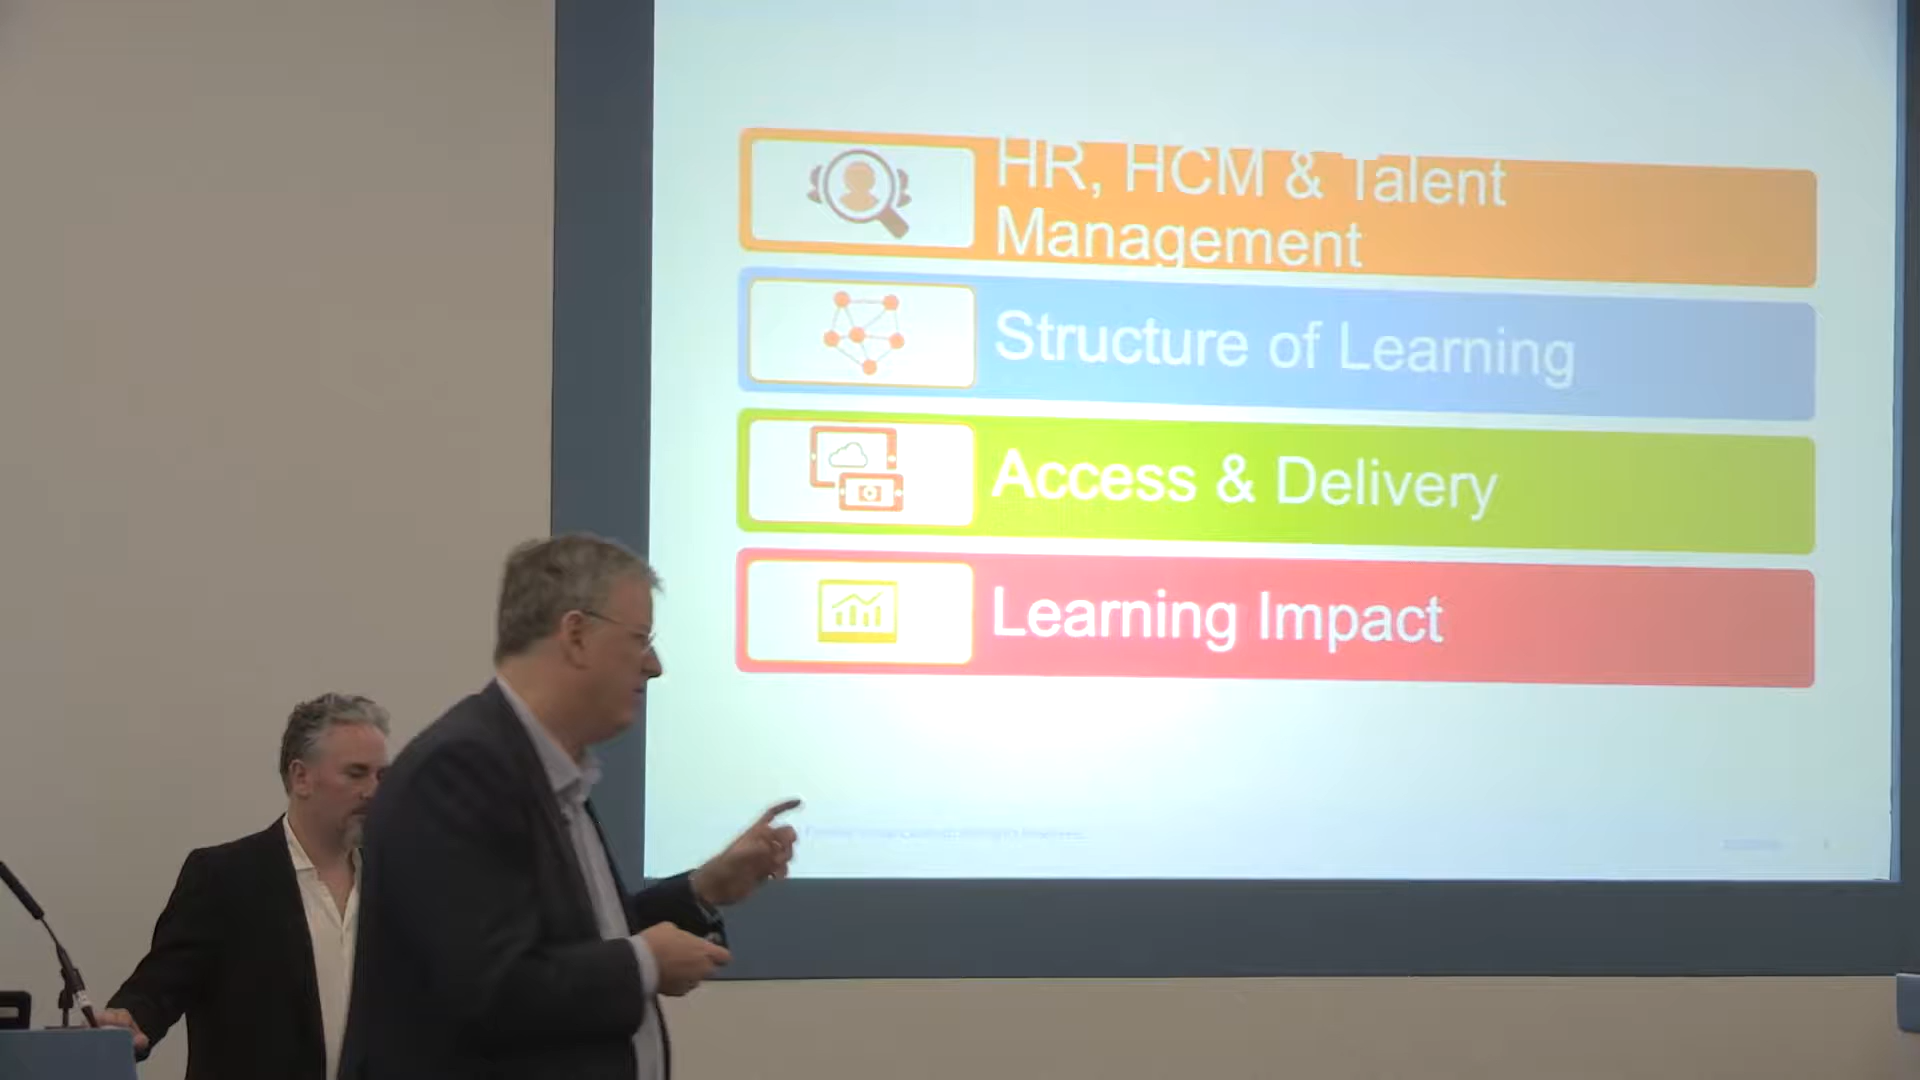 HR, HCM & Talent
Management
Structure of Learning
Access & Delivery
Learning Impact